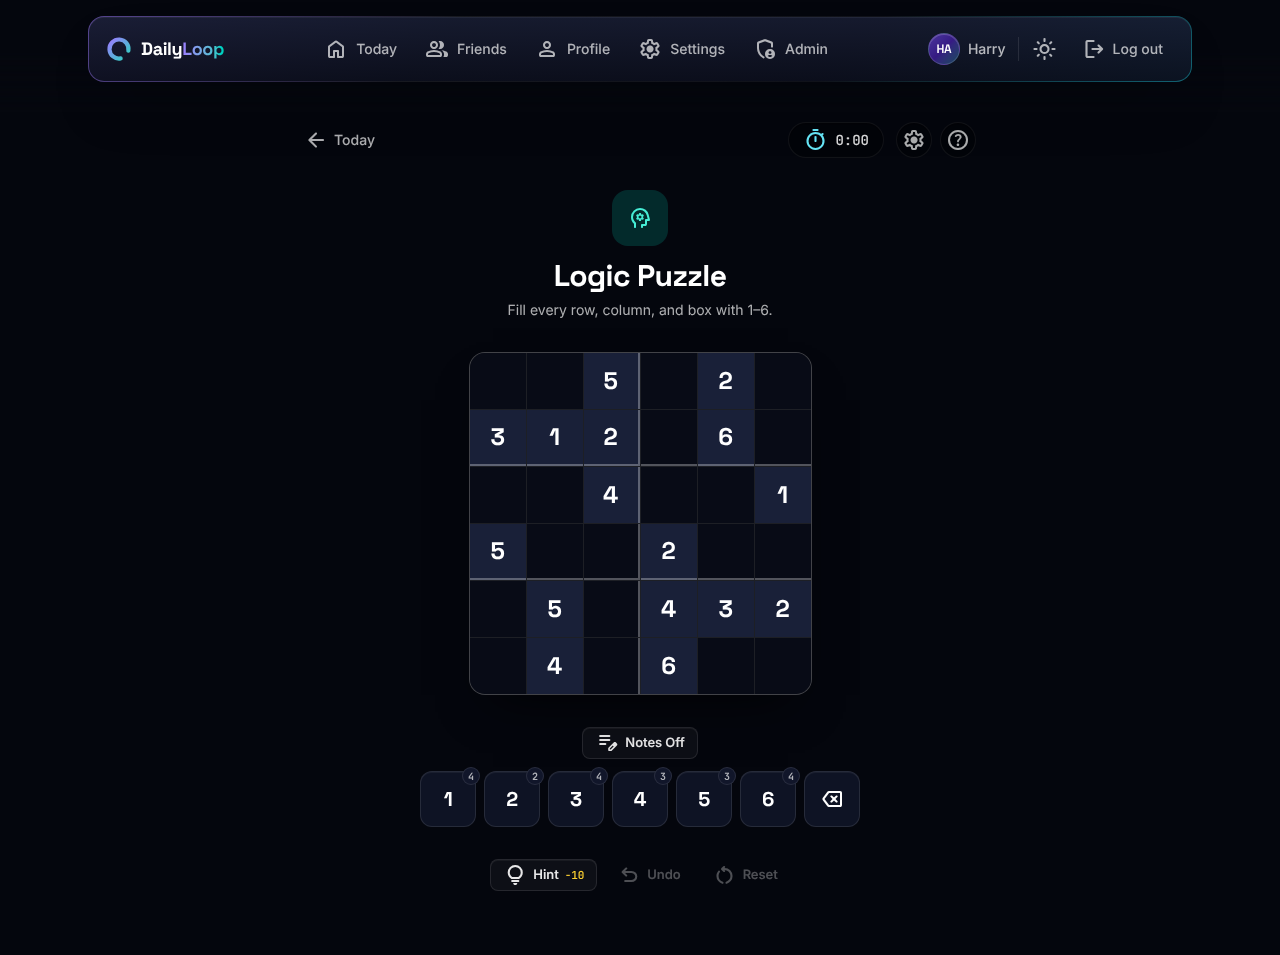 DailyLoop Today Friends Profile Settings Admin HA Harry Log out
Today 0:00
Logic Puzzle
Fill every row, column, and box with 1–6.
5 2
3 1 2 6
4 1
5 2
5 4 3 2
4 6
Notes Off
4 2 4 3 3 4
1 2 3 4 5 6
Hint -10 Undo Reset